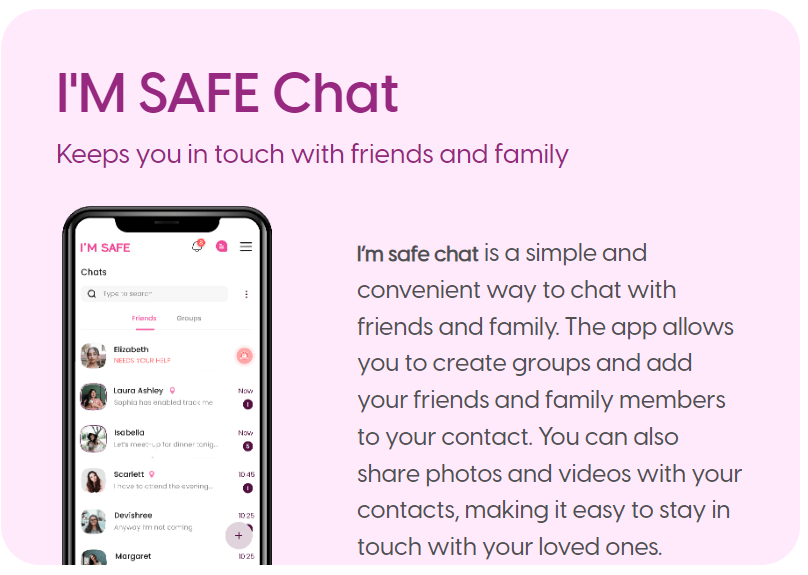 I'M SAFE Chat
Keeps you in touch with friends and family
I'M SAFE
2
Chats
Type to search
Friends Groups
Elizabeth
NEEDS YOUR HELP
Laura Ashley Now
Sophia has enabled track me 1
Isabella Now
Let's meet-up for dinner tonig... 5
Scarlett 10:45
I have to attend the evening... 1
Devishree 10:25
Anyway I'm not coming
+
Margaret 10:25
I'm safe chat is a simple and
convenient way to chat with
friends and family. The app allows
you to create groups and add
your friends and family members
to your contact. You can also
share photos and videos with your
contacts, making it easy to stay in
touch with your loved ones.